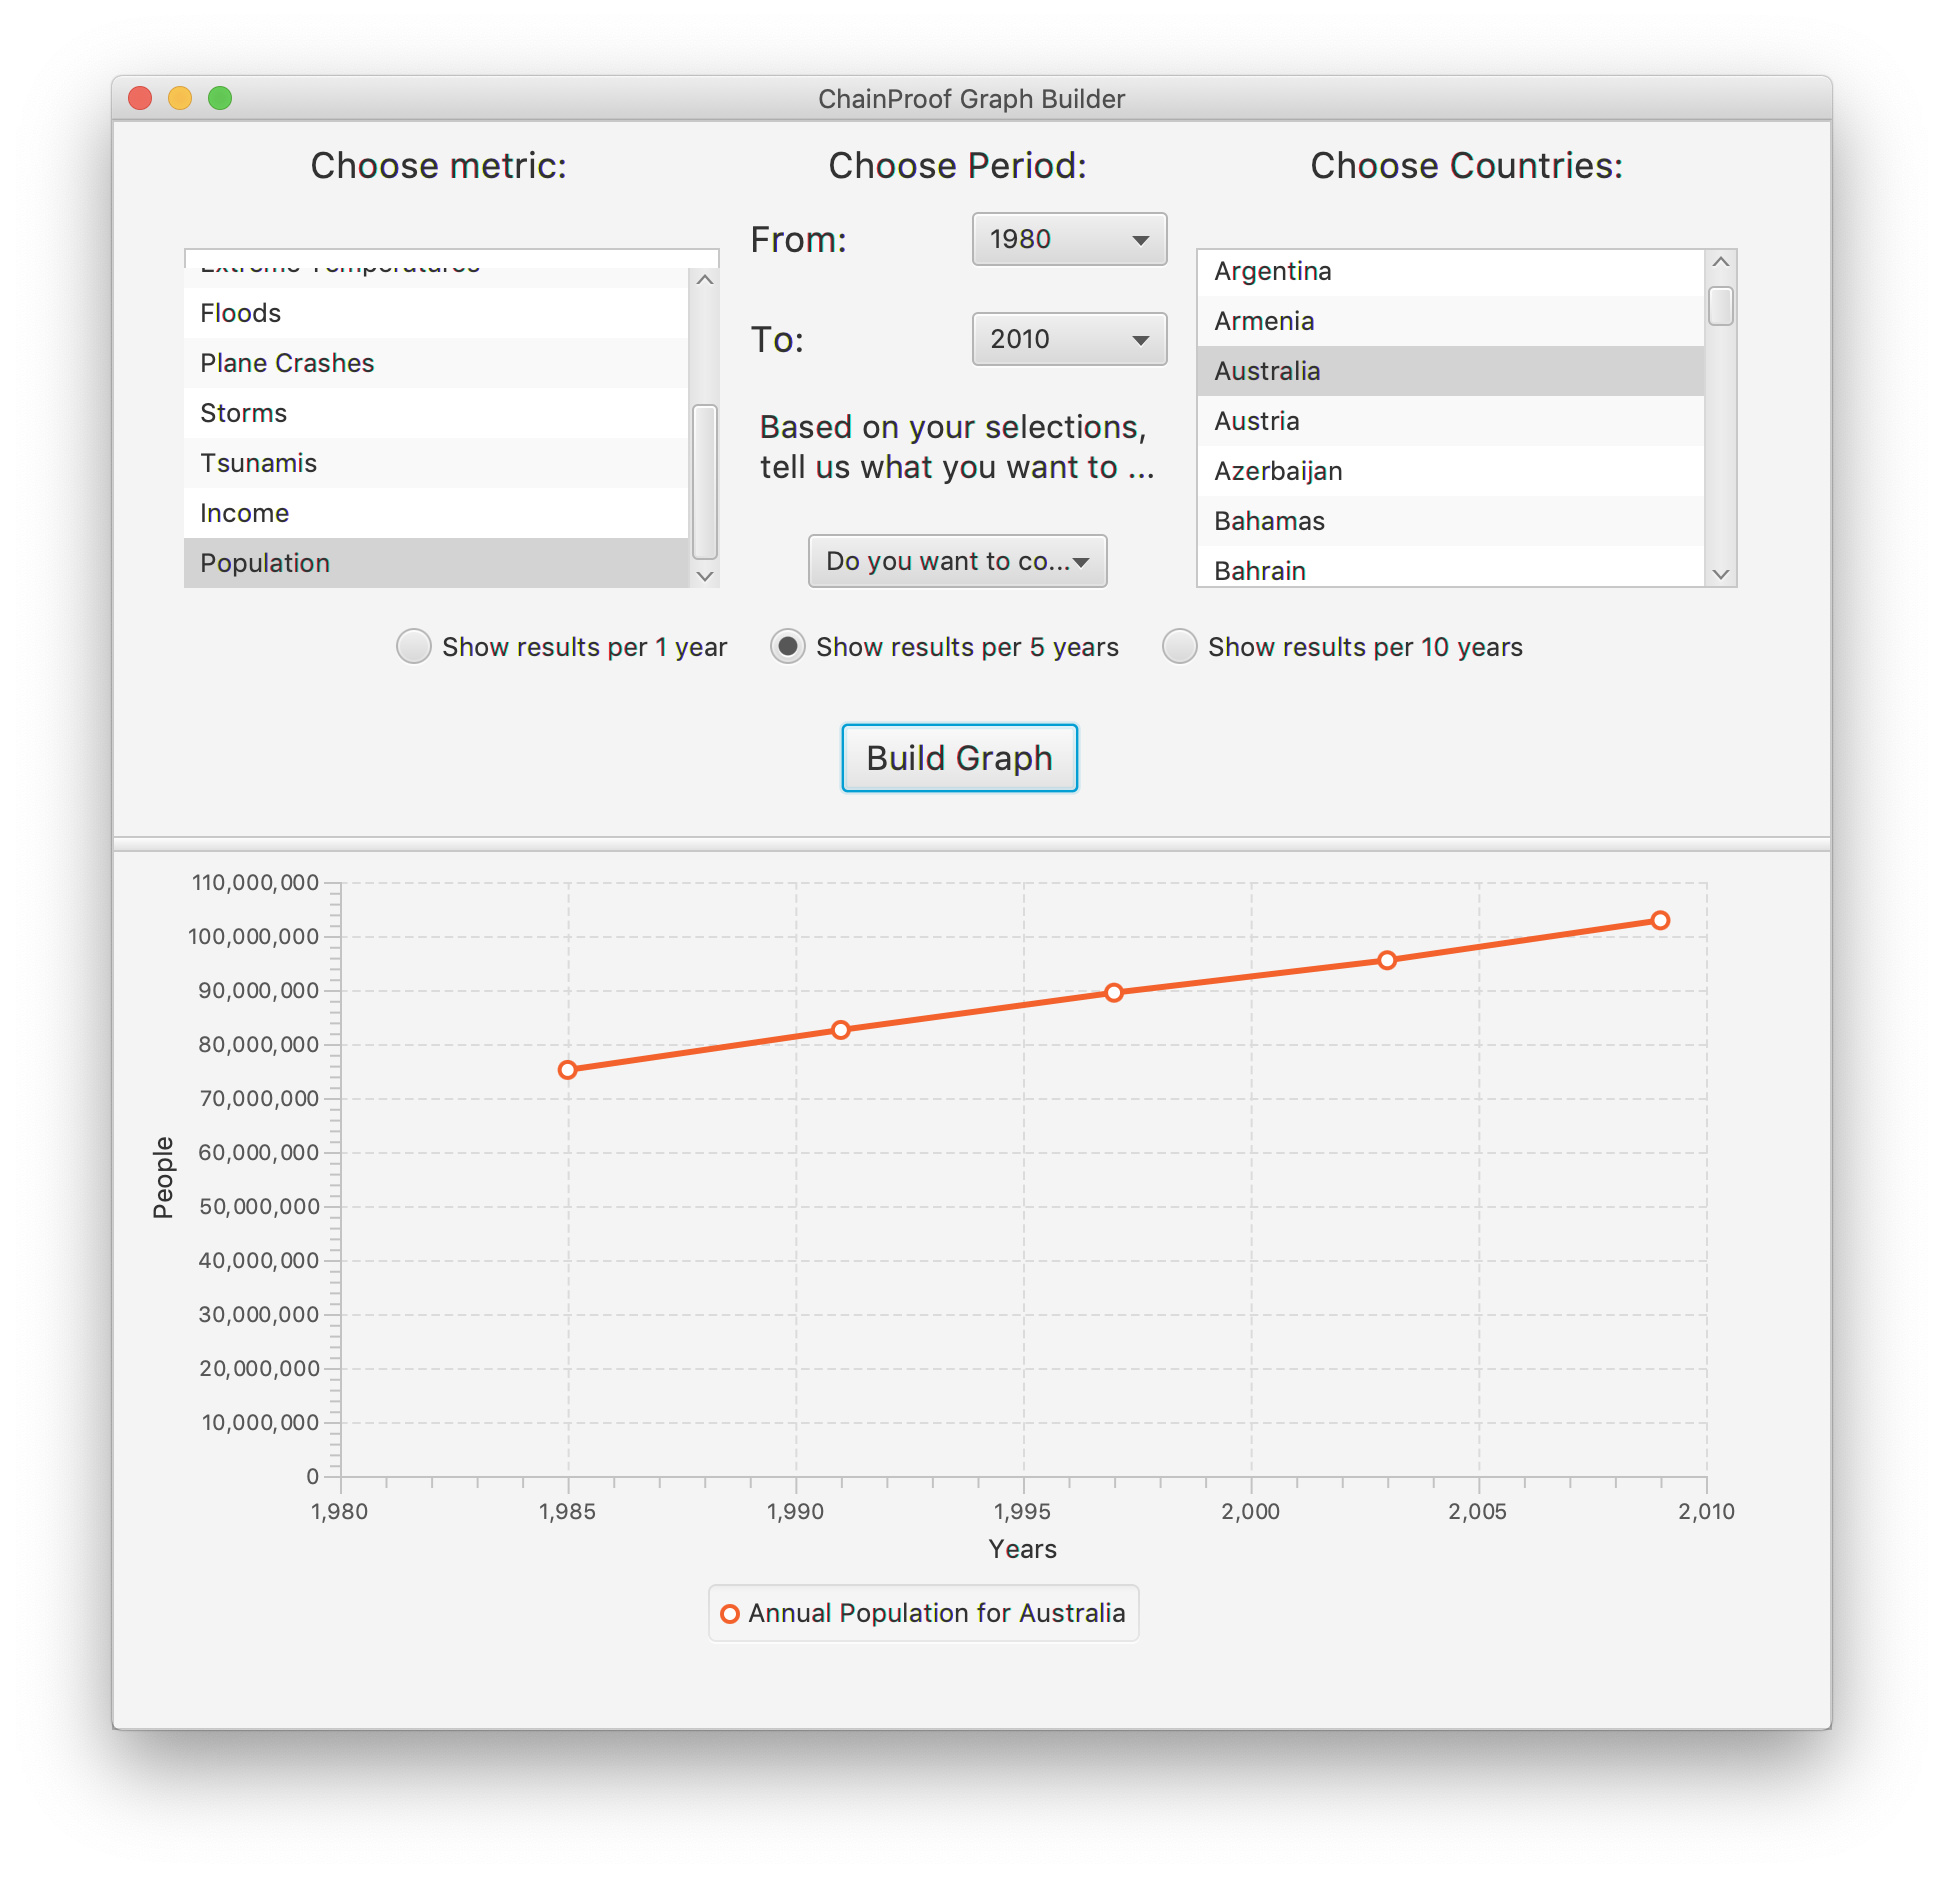 ChainProof Graph Builder
Choose metric:
Choose Period:
Choose Countries:
From:
1980
To:
2010
Extreme Temperatures
Floods
Plane Crashes
Storms
Tsunamis
Income
Population
Based on your selections,
tell us what you want to ...
Do you want to co...
Argentina
Armenia
Australia
Austria
Azerbaijan
Bahamas
Bahrain
Show results per 1 year
Show results per 5 years
Show results per 10 years
Build Graph
110,000,000
100,000,000
90,000,000
80,000,000
70,000,000
60,000,000
50,000,000
40,000,000
30,000,000
20,000,000
10,000,000
0
People
1,980
1,985
1,990
1,995
2,000
2,005
2,010
Years
Annual Population for Australia